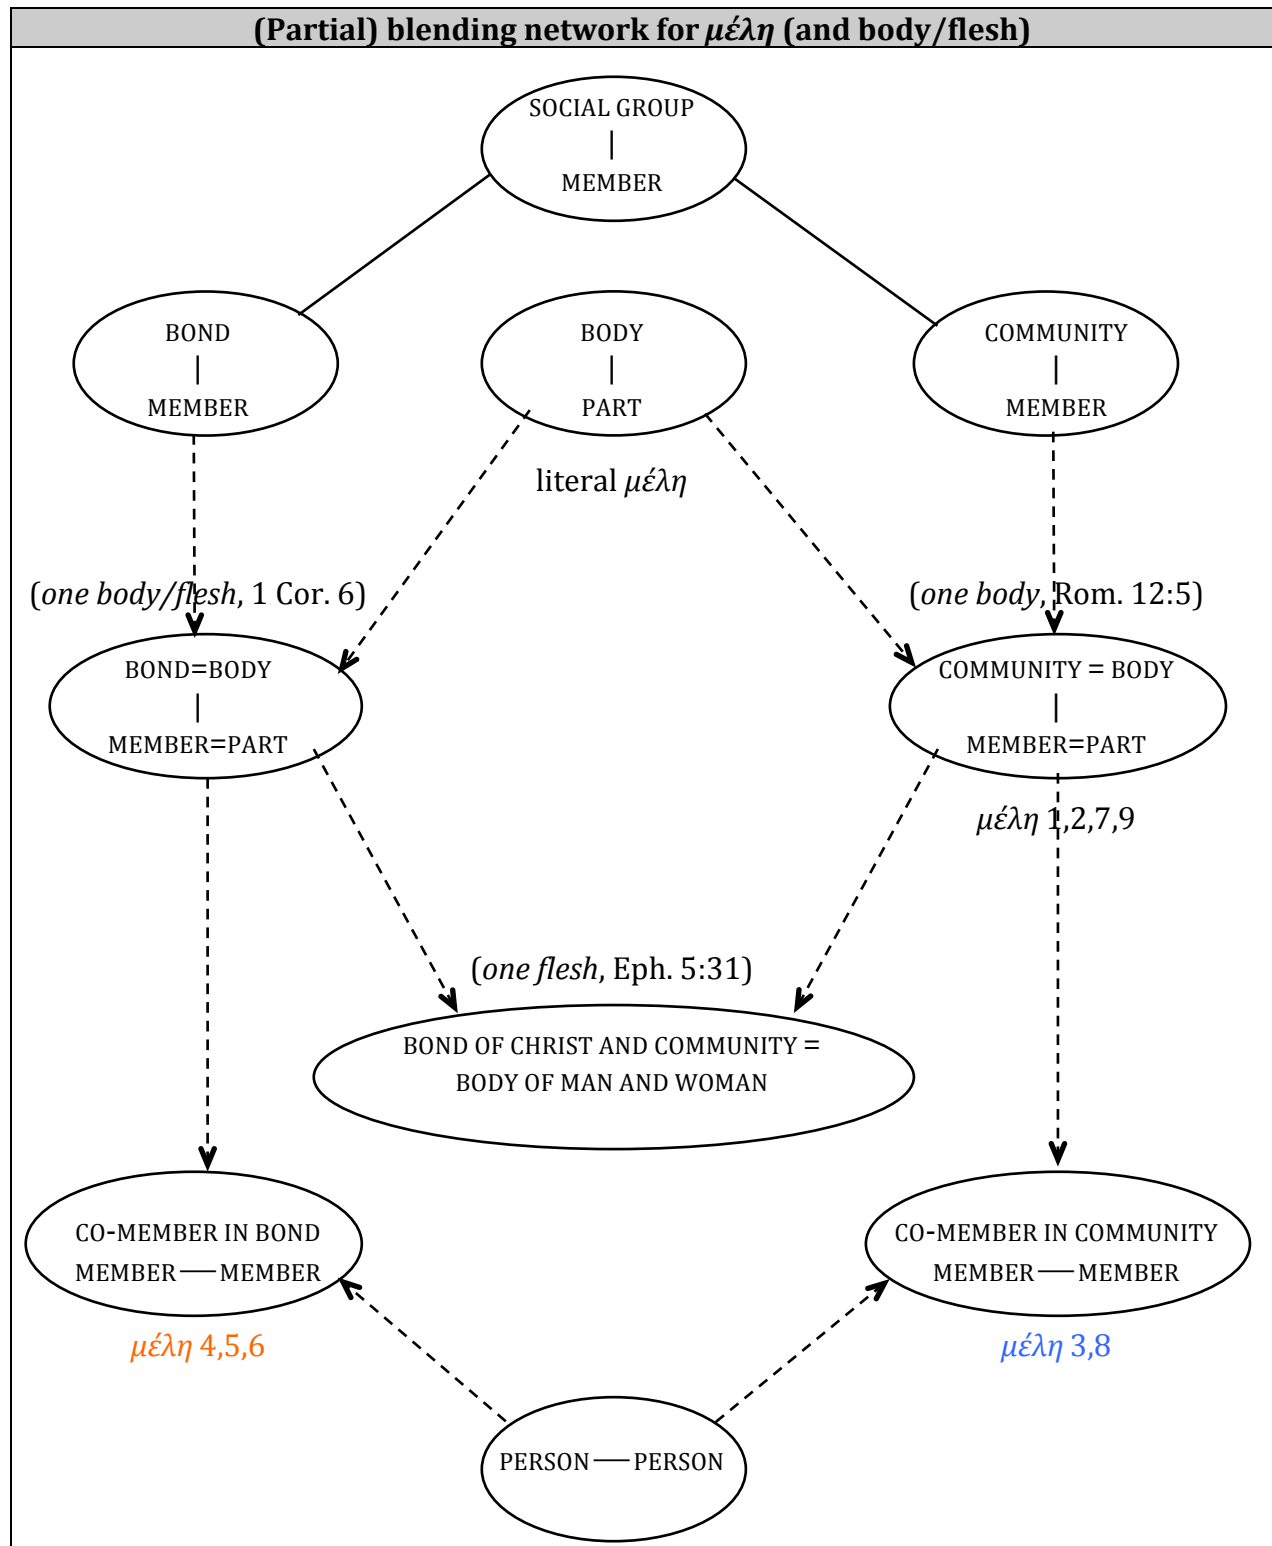 (Partial) blending network for μέλη (and body/flesh)
SOCIAL GROUP
|
MEMBER
BOND
|
MEMBER
BODY
|
PART
COMMUNITY
|
MEMBER
literal μέλη
(one body/flesh, 1 Cor. 6)
(one body, Rom. 12:5)
BOND=BODY
|
MEMBER=PART
COMMUNITY = BODY
|
MEMBER=PART
μέλη 1,2,7,9
(one flesh, Eph. 5:31)
BOND OF CHRIST AND COMMUNITY =
BODY OF MAN AND WOMAN
CO-MEMBER IN BOND
MEMBER — MEMBER
CO-MEMBER IN COMMUNITY
MEMBER — MEMBER
μέλη 4,5,6
μέλη 3,8
PERSON — PERSON